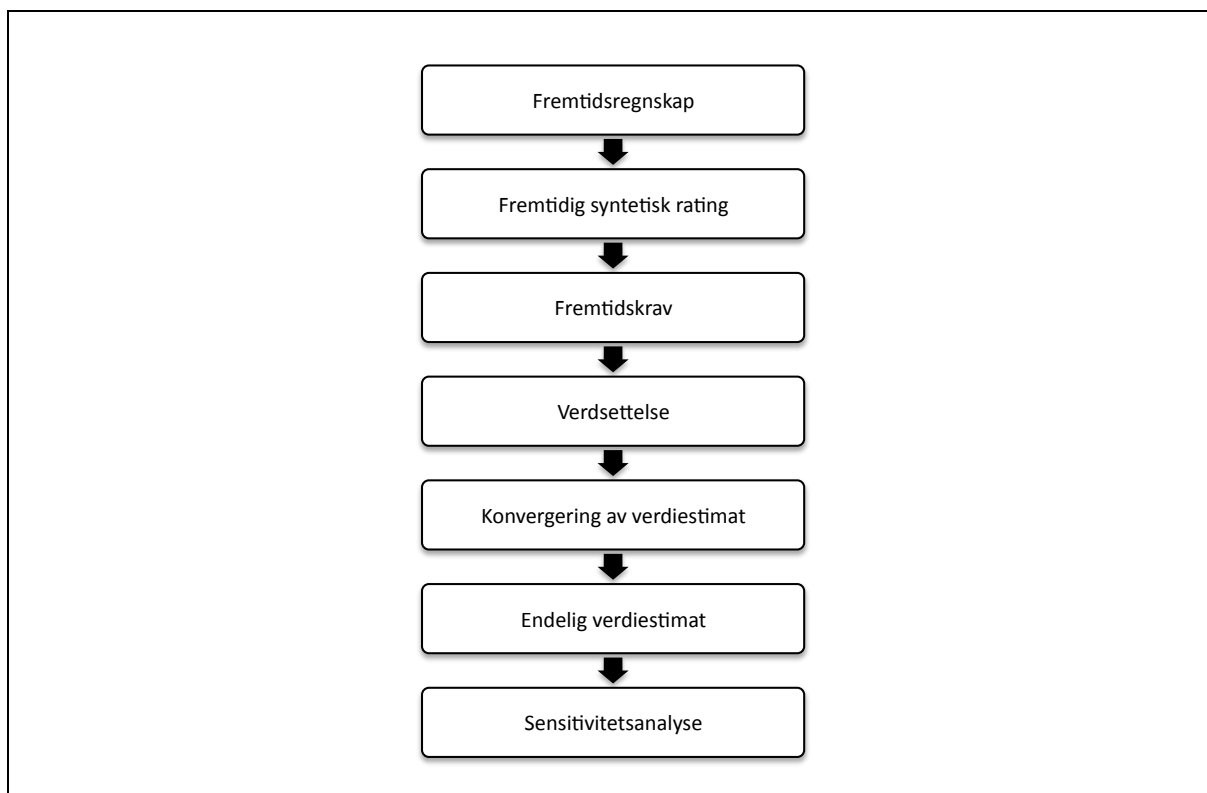 Fremtidsregnskap
Fremtidig syntetisk rating
Fremtidskrav
Verdsettelse
Konvergering av verdiestimat
Endelig verdiestimat
Sensitivitetsanalyse